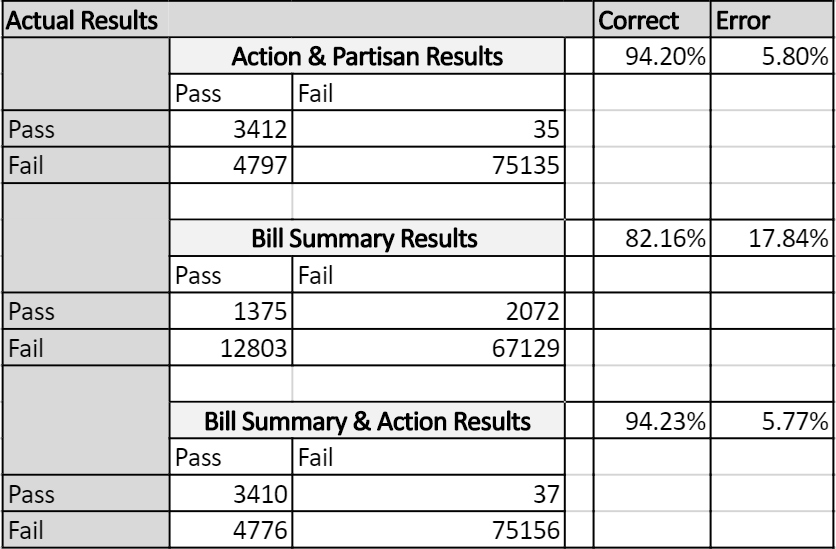 Actual Results Correct Error
Action & Partisan Results 94.20% 5.80%
Pass Fail
Pass 3412 35
Fail 4797 75135
Bill Summary Results 82.16% 17.84%
Pass Fail
Pass 1375 2072
Fail 12803 67129
Bill Summary & Action Results 94.23% 5.77%
Pass Fail
Pass 3410 37
Fail 4776 75156